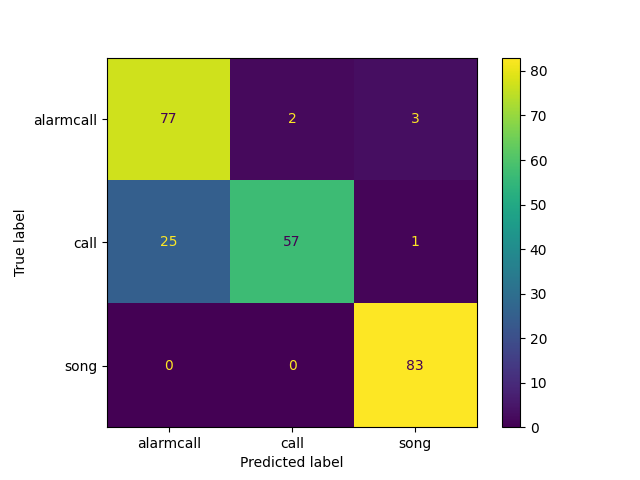 alarmcall 77 2 3
call 25 57 1
song 0 0 83
alarmcall call song
Predicted label
True label
80
70
60
50
40
30
20
10
0